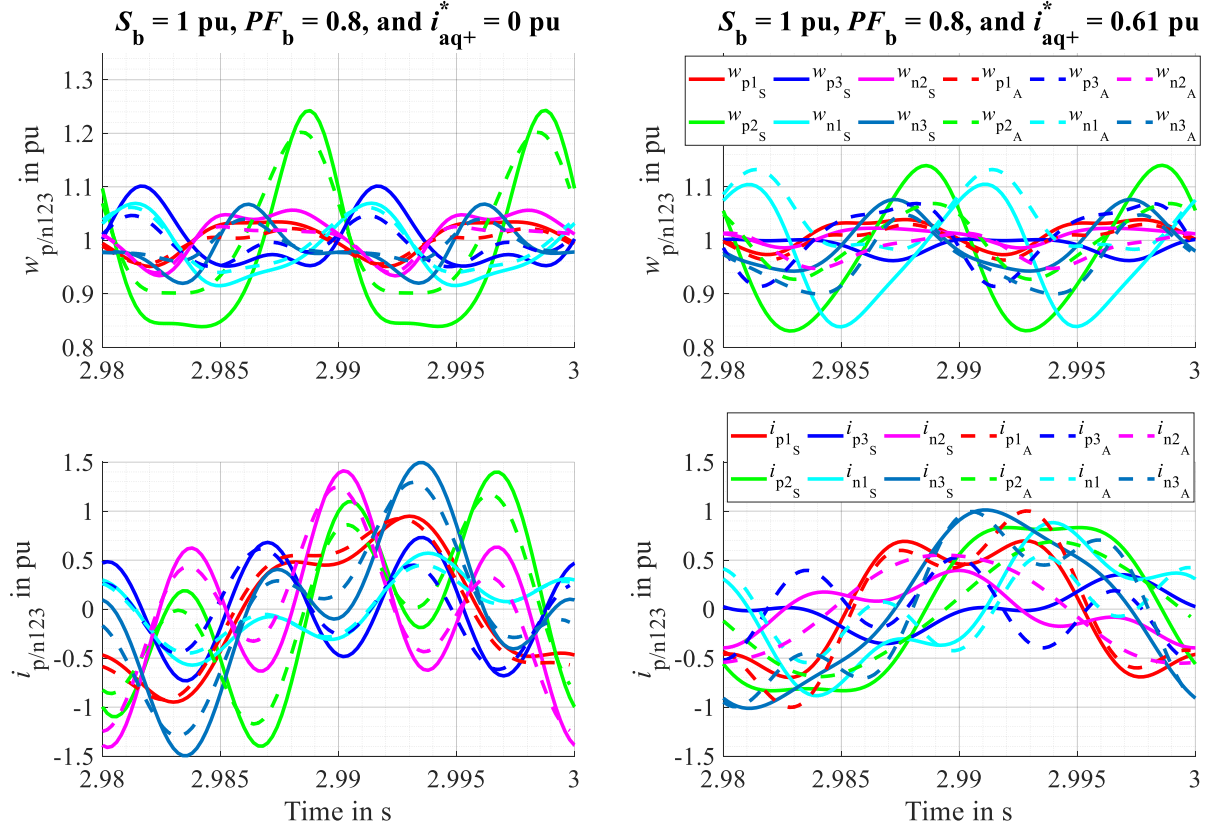 S_b = 1 pu, PF_b = 0.8, and i*_aq+ = 0 pu
S_b = 1 pu, PF_b = 0.8, and i*_aq+ = 0.61 pu
w_p/n123 in pu
1.3
1.2
1.1
1
0.9
0.8
2.98 2.985 2.99 2.995 3
w_p/n123 in pu
1.3
1.2
1.1
1
0.9
0.8
w_p1_S w_p3_S w_n2_S w_p1_A w_p3_A w_n2_A
w_p2_S w_n1_S w_n3_S w_p2_A w_n1_A w_n3_A
2.98 2.985 2.99 2.995 3
i_p/n123 in pu
1.5
1
0.5
0
-0.5
-1
-1.5
2.98 2.985 2.99 2.995 3
Time in s
i_p/n123 in pu
1.5
1
0.5
0
-0.5
-1
-1.5
i_p1_S i_p3_S i_n2_S i_p1_A i_p3_A i_n2_A
i_p2_S i_n1_S i_n3_S i_p2_A i_n1_A i_n3_A
2.98 2.985 2.99 2.995 3
Time in s